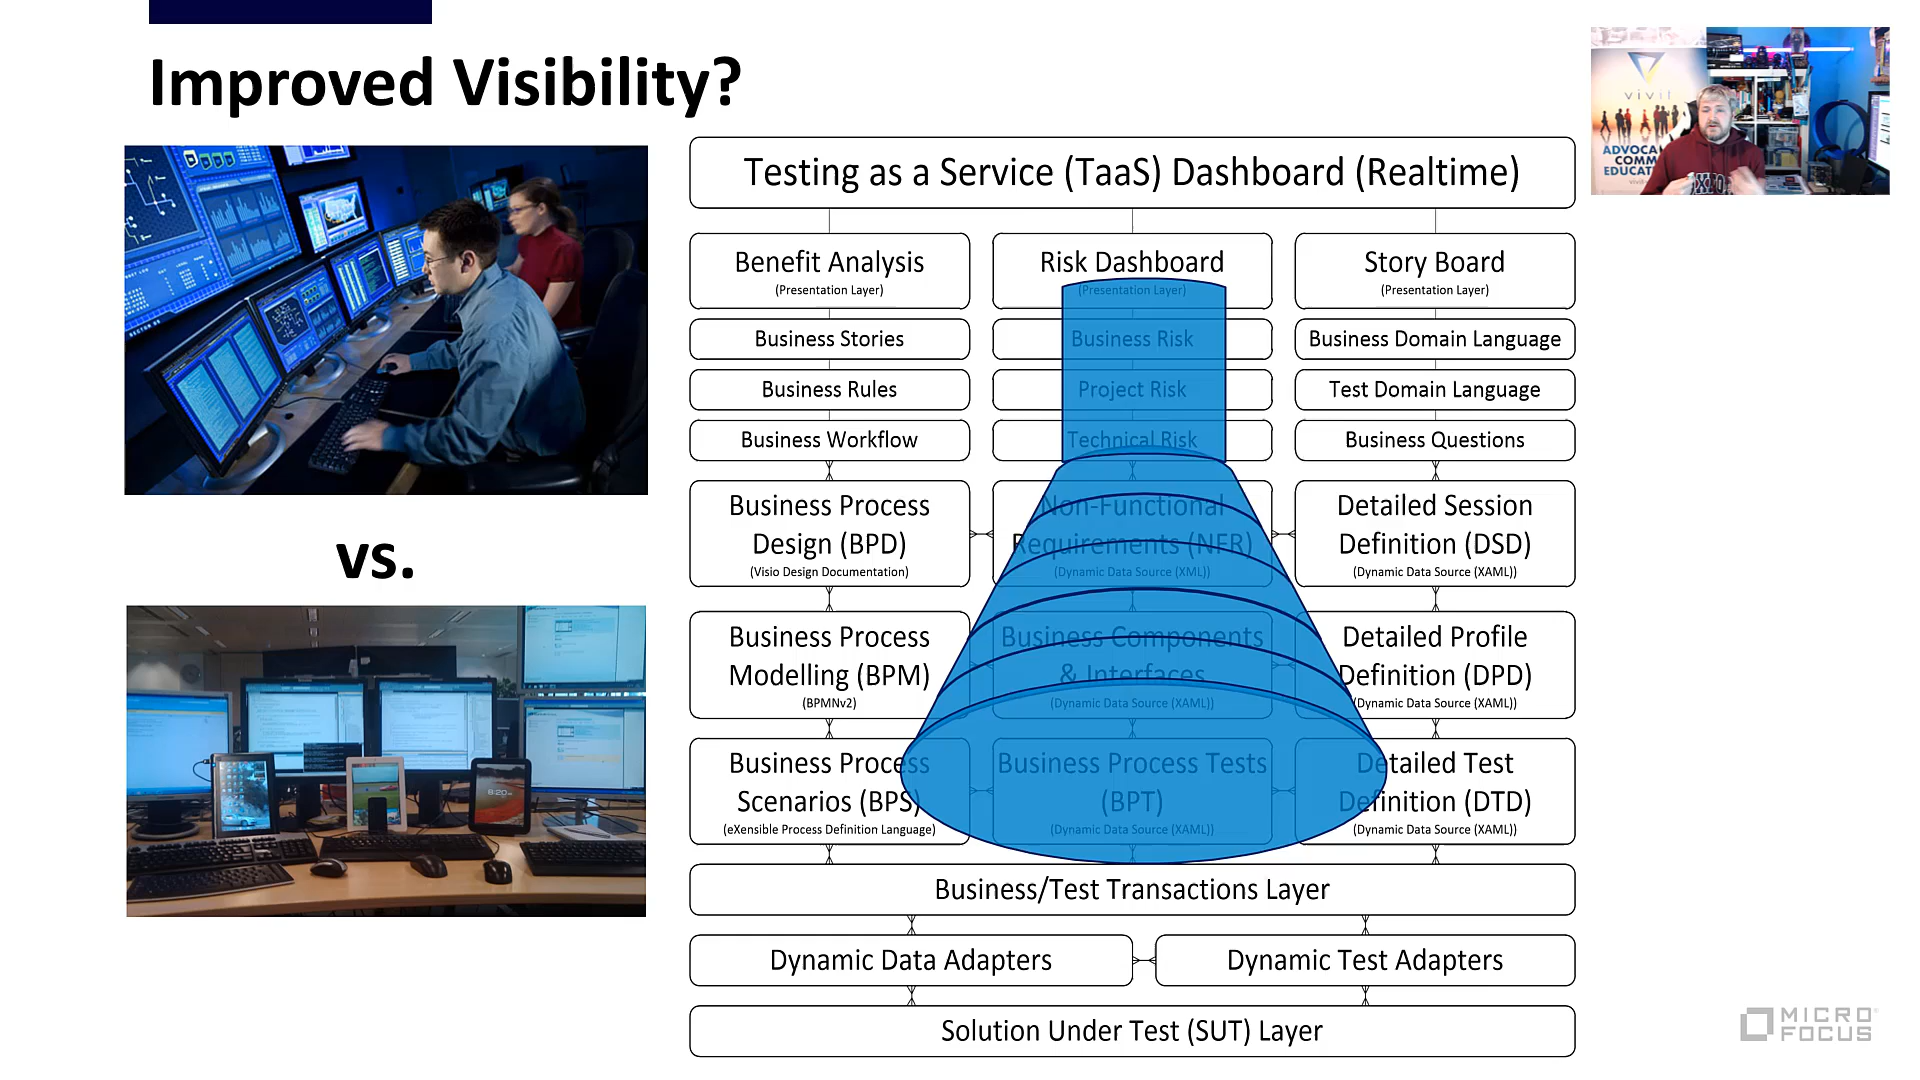 Improved Visibility?
vs.
Testing as a Service (TaaS) Dashboard (Realtime)
Benefit Analysis
(Presentation Layer)
Business Stories
Business Rules
Business Workflow
Risk Dashboard
(Presentation Layer)
Business Risk
Project Risk
Technical Risk
Story Board
(Presentation Layer)
Business Domain Language
Test Domain Language
Business Questions
Business Process
Design (BPD)
(Visio Design Documentation)
Non-Functional
Requirements (NFR)
(Dynamic Data Source (XML))
Detailed Session
Definition (DSD)
(Dynamic Data Source (XAML))
Business Process
Modelling (BPM)
(BPMNv2)
Business Components
& Interfaces
(Dynamic Data Source (XAML))
Detailed Profile
Definition (DPD)
(Dynamic Data Source (XAML))
Business Process
Scenarios (BPS)
(eXensible Process Definition Language)
Business Process Tests
(BPT)
(Dynamic Data Source (XAML))
Detailed Test
Definition (DTD)
(Dynamic Data Source (XAML))
Business/Test Transactions Layer
Dynamic Data Adapters
Dynamic Test Adapters
Solution Under Test (SUT) Layer
vivit
8:20
MICRO
FOCUS